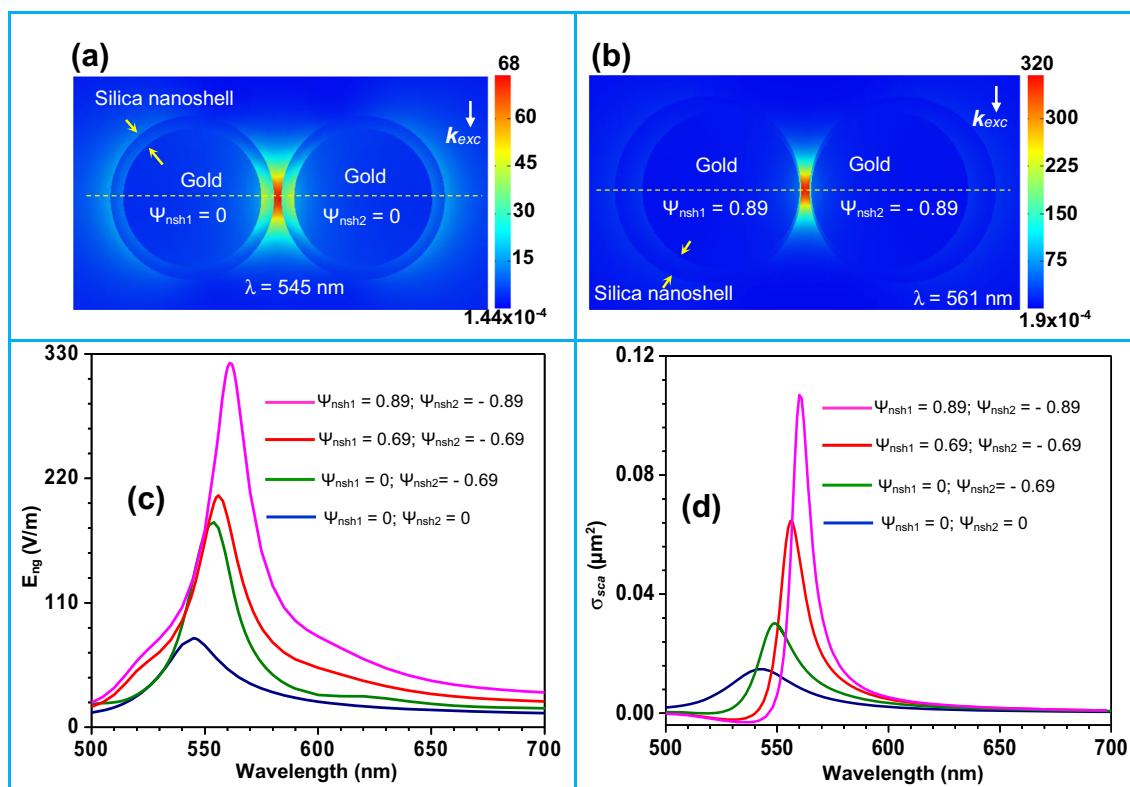 (a)
68
60
45
30
15
1.44x10⁻⁴
Silica nanoshell
k_exc
Gold
Gold
Ψnsh1 = 0
Ψnsh2 = 0
λ = 545 nm
(b)
320
300
225
150
75
1.9x10⁻⁴
k_exc
Gold
Gold
Ψnsh1 = 0.89
Ψnsh2 = - 0.89
Silica nanoshell
λ = 561 nm
330
220
110
0
E_ng (V/m)
Ψnsh1 = 0.89; Ψnsh2 = - 0.89
Ψnsh1 = 0.69; Ψnsh2 = - 0.69
Ψnsh1 = 0; Ψnsh2= - 0.69
Ψnsh1 = 0; Ψnsh2 = 0
(c)
500 550 600 650 700
Wavelength (nm)
0.12
0.08
0.04
0.00
σ_sca (µm²)
Ψnsh1 = 0.89; Ψnsh2 = - 0.89
Ψnsh1 = 0.69; Ψnsh2 = - 0.69
Ψnsh1 = 0; Ψnsh2= - 0.69
Ψnsh1 = 0; Ψnsh2 = 0
(d)
500 550 600 650 700
Wavelength (nm)